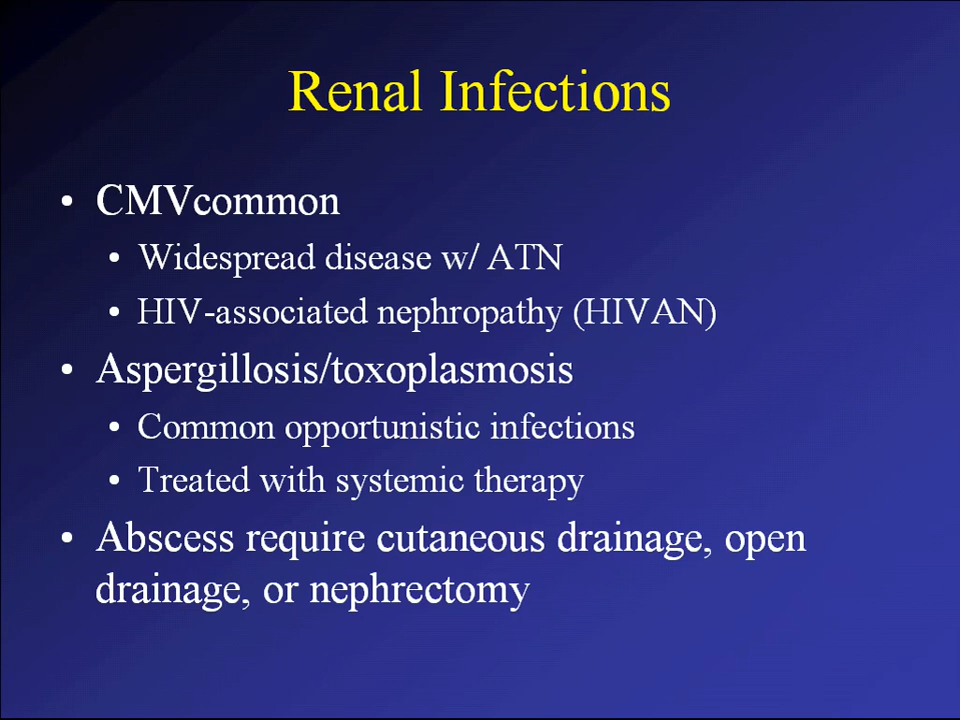 Renal Infections
• CMVcommon
• Widespread disease w/ ATN
• HIV-associated nephropathy (HIVAN)
• Aspergillosis/toxoplasmosis
• Common opportunistic infections
• Treated with systemic therapy
• Abscess require cutaneous drainage, open
drainage, or nephrectomy